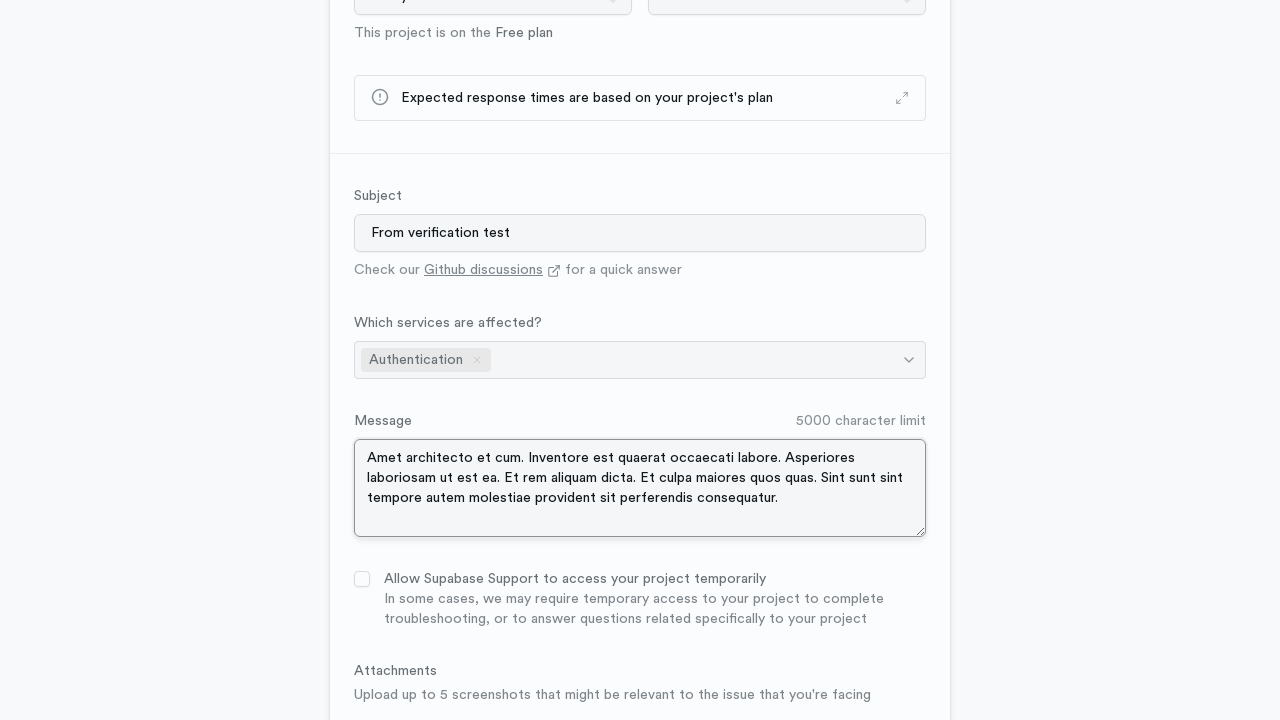 This project is on the Free plan
Expected response times are based on your project's plan
Subject
From verification test
Check our Github discussions for a quick answer
Which services are affected?
Authentication
Message
5000 character limit
Amet architecto et cum. Inventore est quaerat occaecati labore. Asperiores
laboriosam ut est ea. Et rem aliquam dicta. Et culpa maiores quos quas. Sint sunt sint
tempore autem molestiae provident sit perferendis consequatur.
Allow Supabase Support to access your project temporarily
In some cases, we may require temporary access to your project to complete
troubleshooting, or to answer questions related specifically to your project
Attachments
Upload up to 5 screenshots that might be relevant to the issue that you're facing